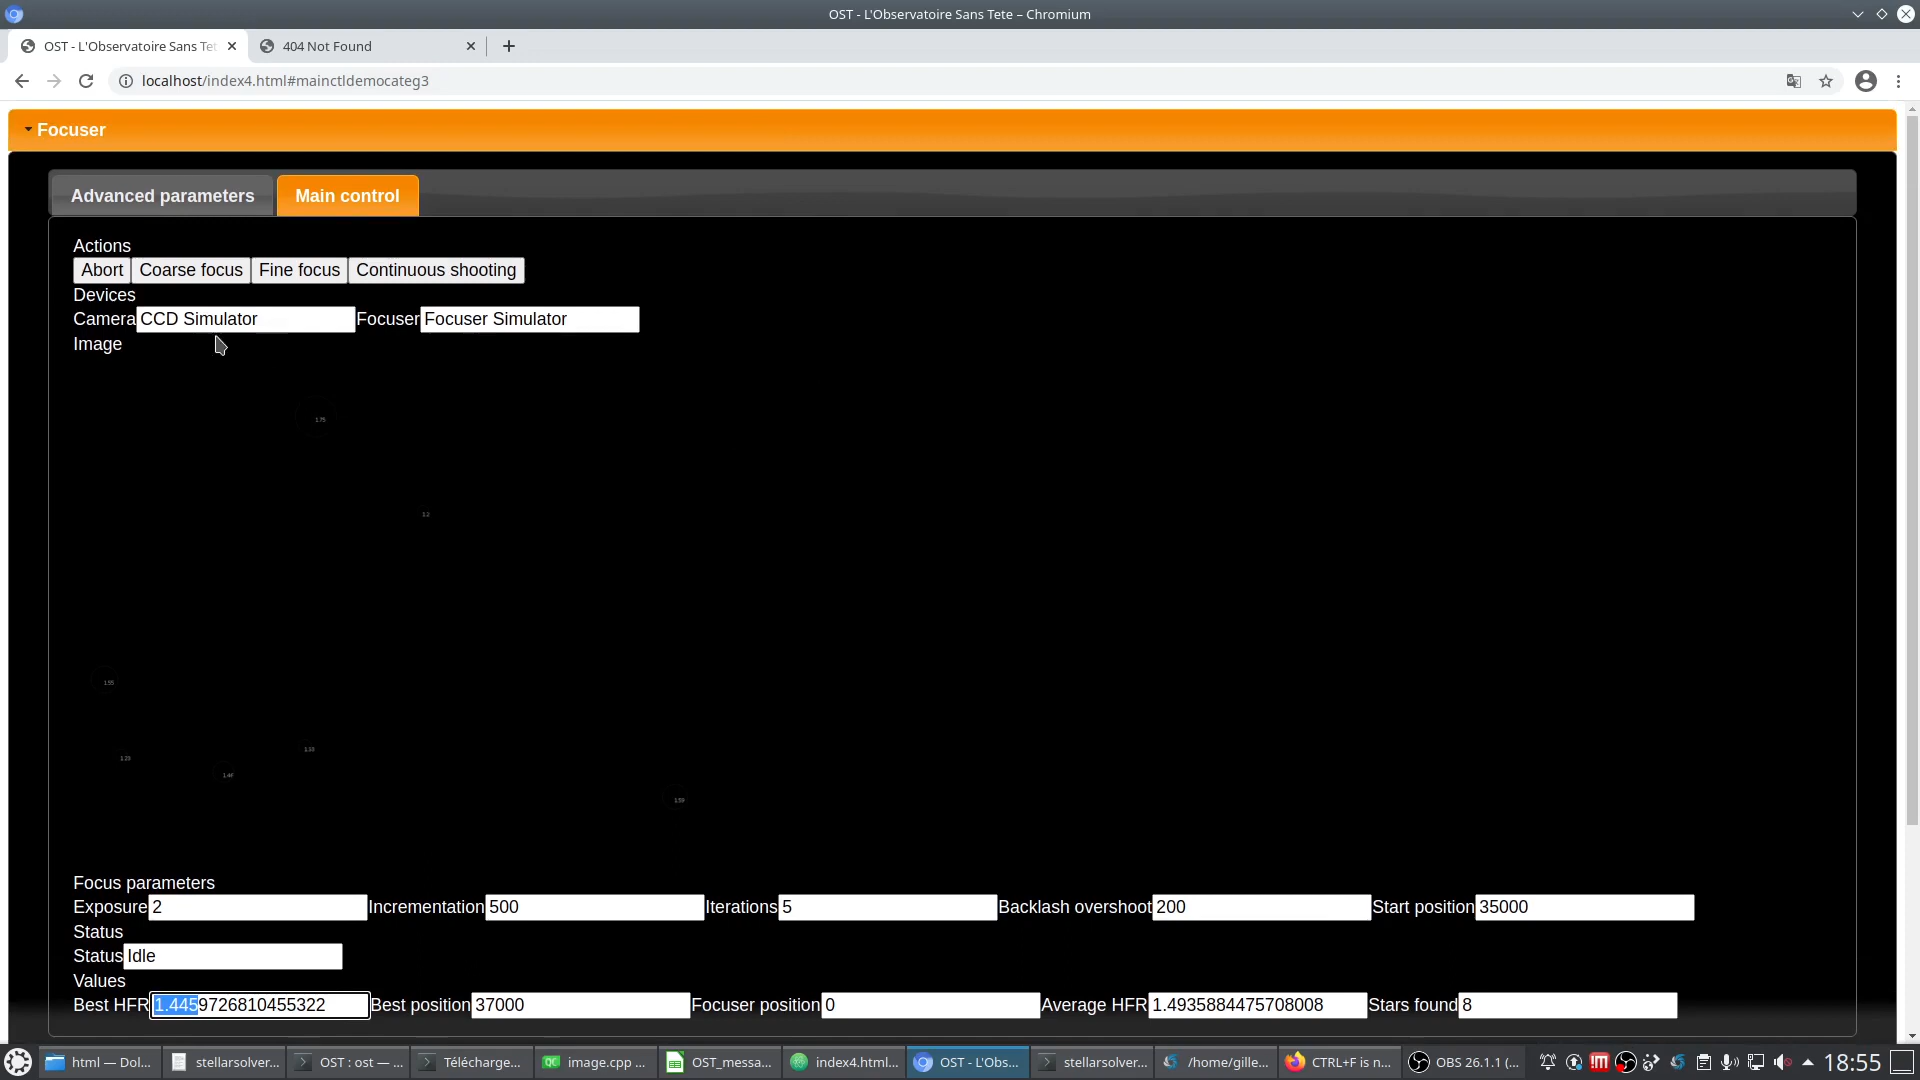 OST - L'Observatoire Sans Tete – Chromium
OST - L'Observatoire Sans Tet
404 Not Found
localhost/index4.html#mainctldemocateg3
Focuser
Advanced parameters
Main control
Actions
Abort Coarse focus Fine focus Continuous shooting
Devices
Camera CCD Simulator Focuser Focuser Simulator
Image
Focus parameters
Exposure 2 Incrementation 500 Iterations 5 Backlash overshoot 200 Start position 35000
Status
Status Idle
Values
Best HFR 1.4459726810455322 Best position 37000 Focuser position 0 Average HFR 1.4935884475708008 Stars found 8
html — Dol... stellarsolver... OST : ost — ... Télécharge... image.cpp ... OST_messa... index4.html... OST - L'Obs... stellarsolver... /home/gille... CTRL+F is n... OBS 26.1.1 (... 18:55